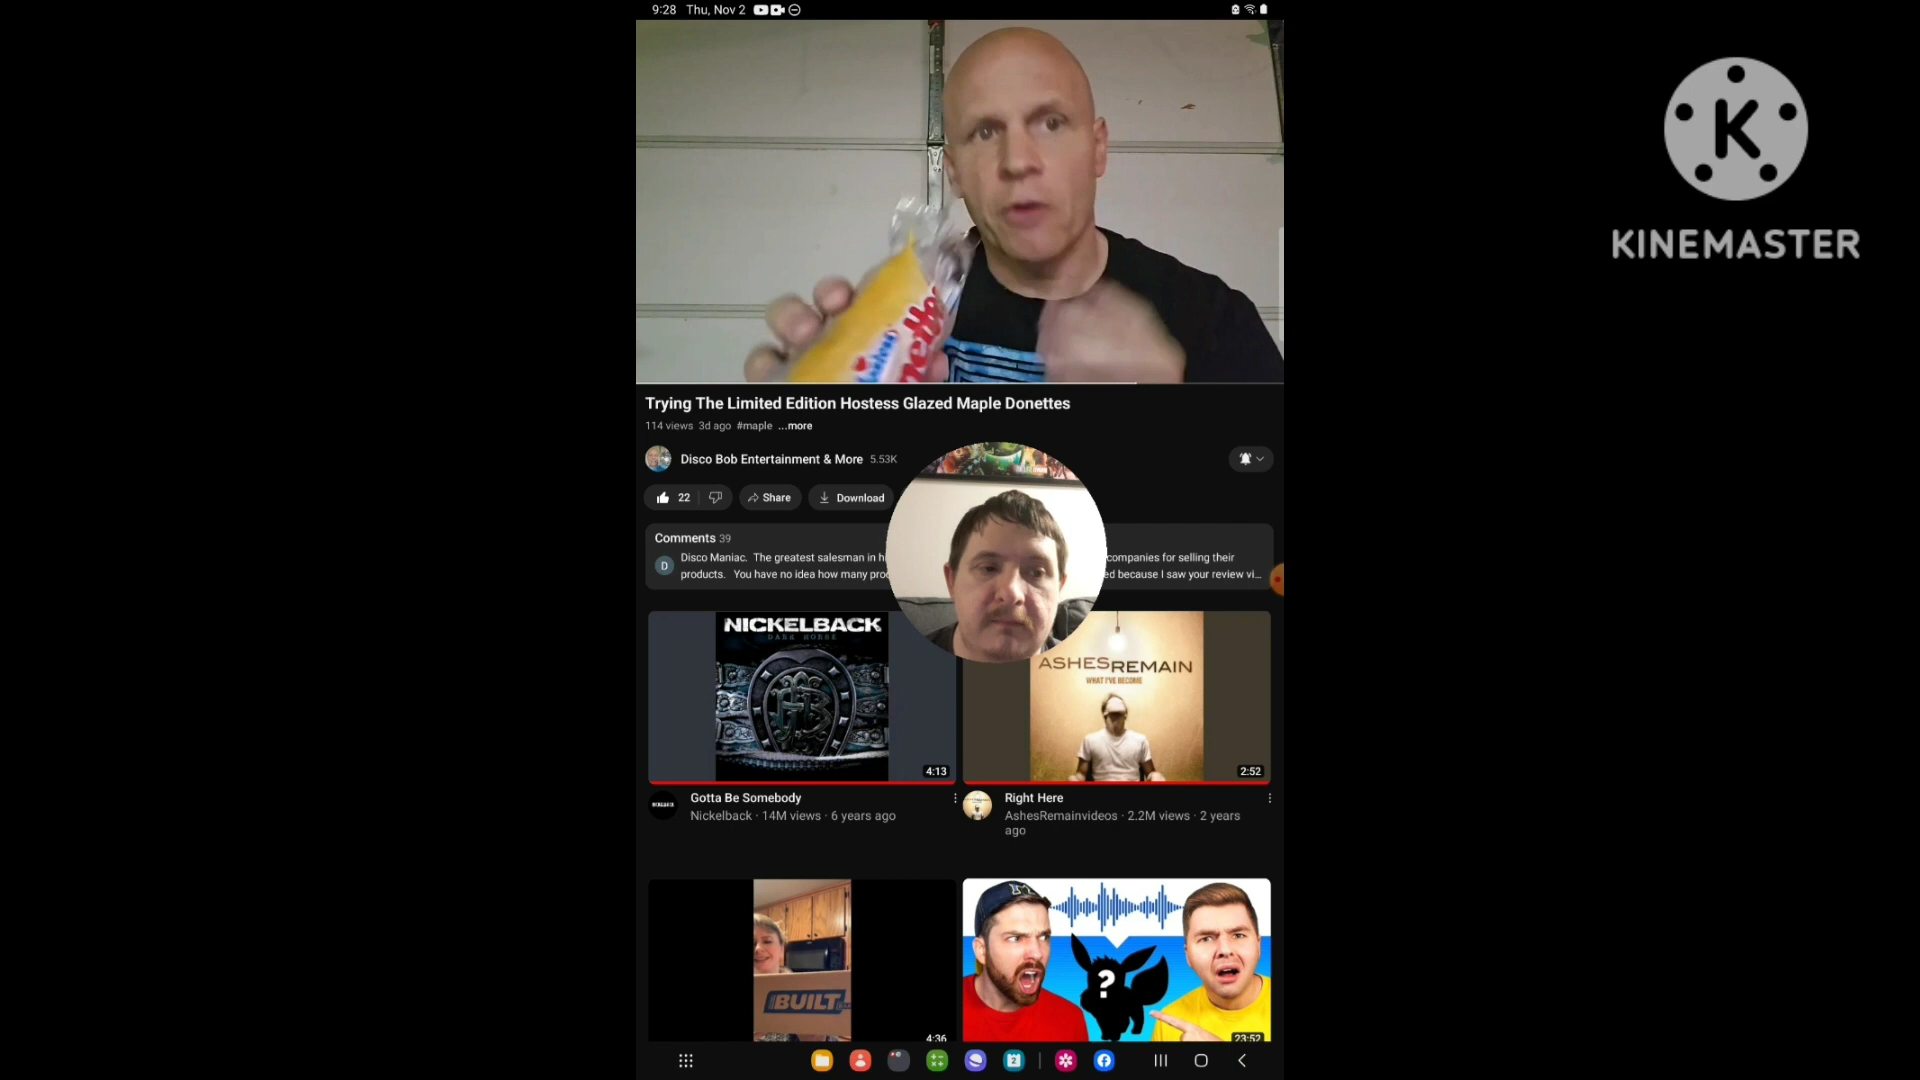 9:28 Thu, Nov 2
K
KINEMASTER
Hostess
Trying The Limited Edition Hostess Glazed Maple Donettes
114 views 3d ago #maple ...more
Disco Bob Entertainment & More 5.53K
22 Share Download
Comments 39
D
Disco Maniac. The greatest salesman in companies for selling their
products. You have no idea how many because I saw your review vi...
NICKELBACK
DARK HORSE
ASHES REMAIN
WHAT I'VE BECOME
4:13
2:52
Gotta Be Somebody
Nickelback · 14M views · 6 years ago
Right Here
AshesRemainvideos · 2.2M views · 2 years
ago
BUILT
?
4:36
23:52
2